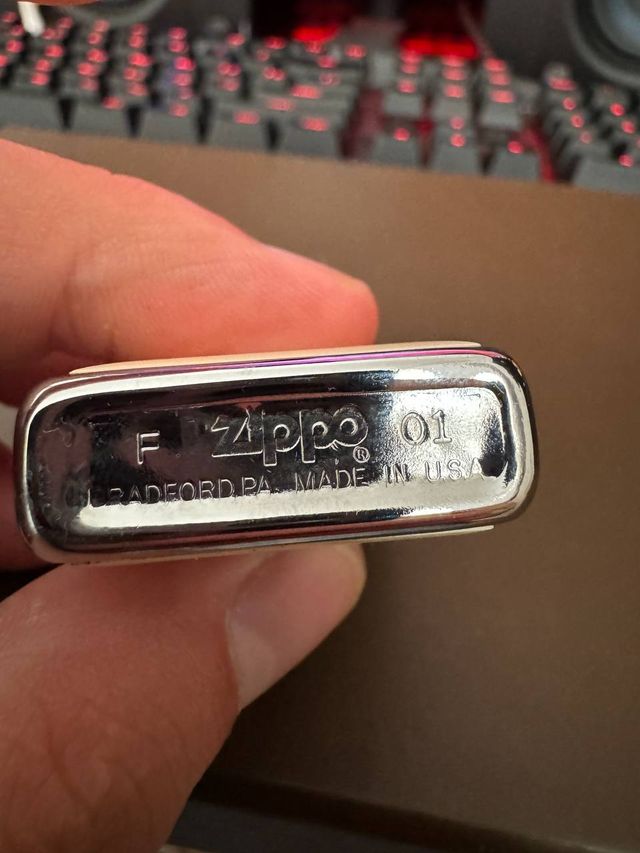 F Zippo ® 01
BRADFORD,PA. MADE IN USA